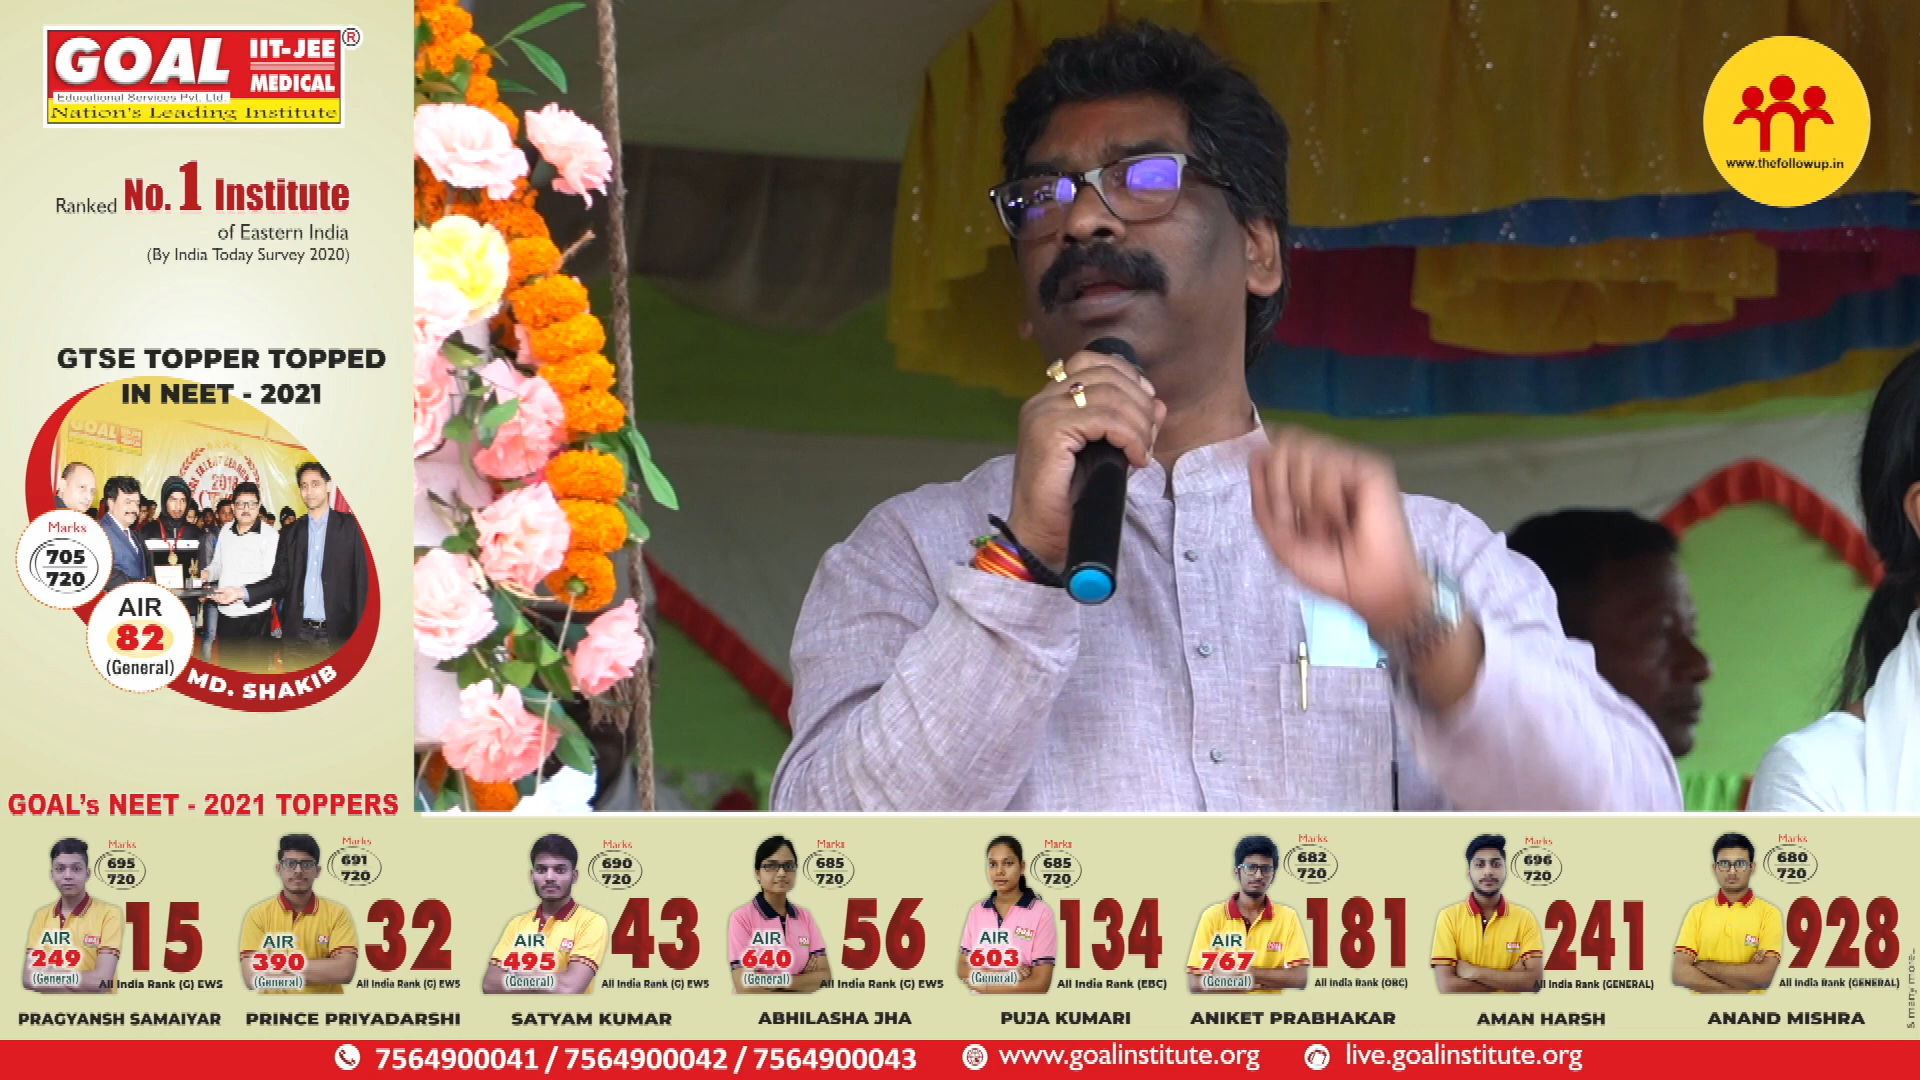 GOAL
IIT-JEE
MEDICAL
®
Educational Services Pvt. Ltd.
Nation's Leading Institute
Ranked No.1 Institute
of Eastern India
(By India Today Survey 2020)
GTSE TOPPER TOPPED
IN NEET - 2021
GOAL
2018
Marks
705
720
AIR
82
(General)
MD. SHAKIB
www.thefollowup.in
GOAL's NEET - 2021 TOPPERS
Marks
695
720
AIR
249
(General)
15
All India Rank (G) EWS
PRAGYANSH SAMAIYAR
Marks
691
720
AIR
390
(General)
32
All India Rank (G) EWS
PRINCE PRIYADARSHI
Marks
690
720
AIR
495
(General)
43
All India Rank (G) EWS
SATYAM KUMAR
Marks
685
720
AIR
640
(General)
56
All India Rank (G) EWS
ABHILASHA JHA
Marks
685
720
AIR
603
(General)
134
All India Rank (EBC)
PUJA KUMARI
Marks
682
720
AIR
767
(General)
181
All India Rank (OBC)
ANIKET PRABHAKAR
Marks
696
720
241
All India Rank (GENERAL)
AMAN HARSH
Marks
680
720
928
All India Rank (GENERAL)
ANAND MISHRA
& many more..
7564900041 / 7564900042 / 7564900043
www.goalinstitute.org
live.goalinstitute.org